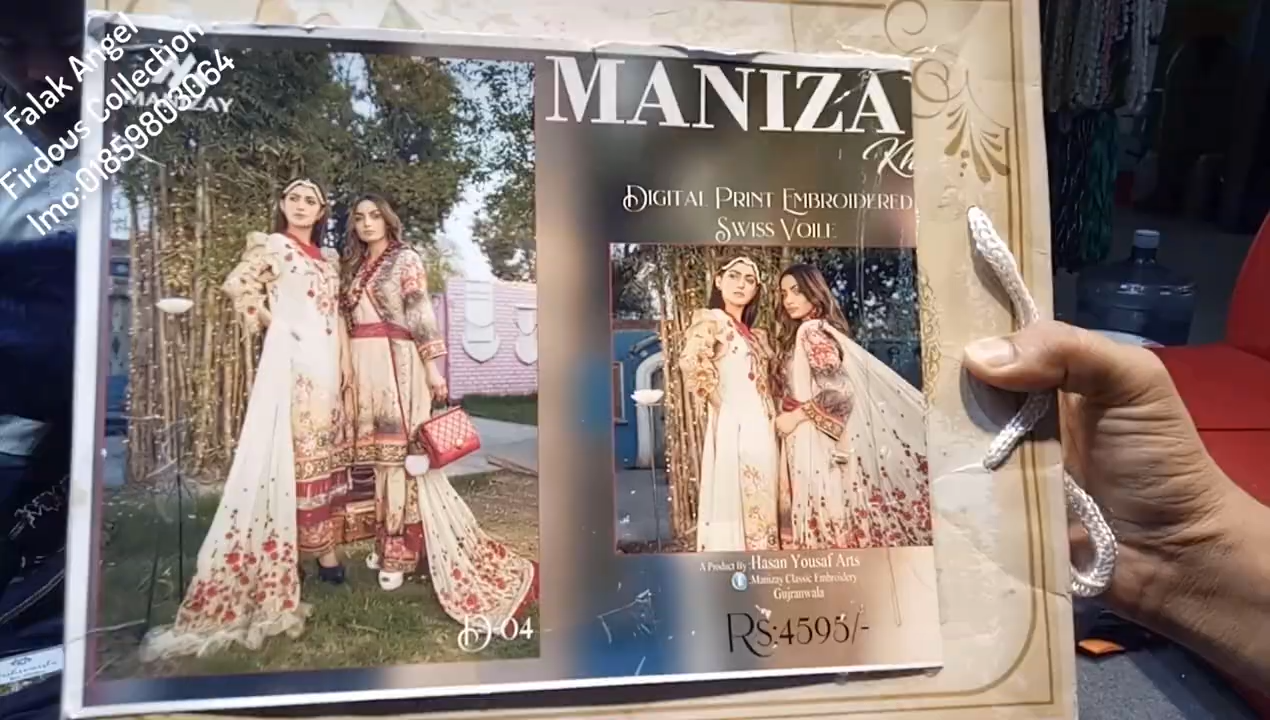 Falak Angel
Firdous Collection
Imo:01859803064
MANIZAY
MANIZA
Kh
DIGITAL PRINT EMBROIDERED
SWISS VOILE
A Product By :Hasan Yousaf Arts
:Manizay Classic Embroidery
Gujranwala
D-04
Rs:4595/-